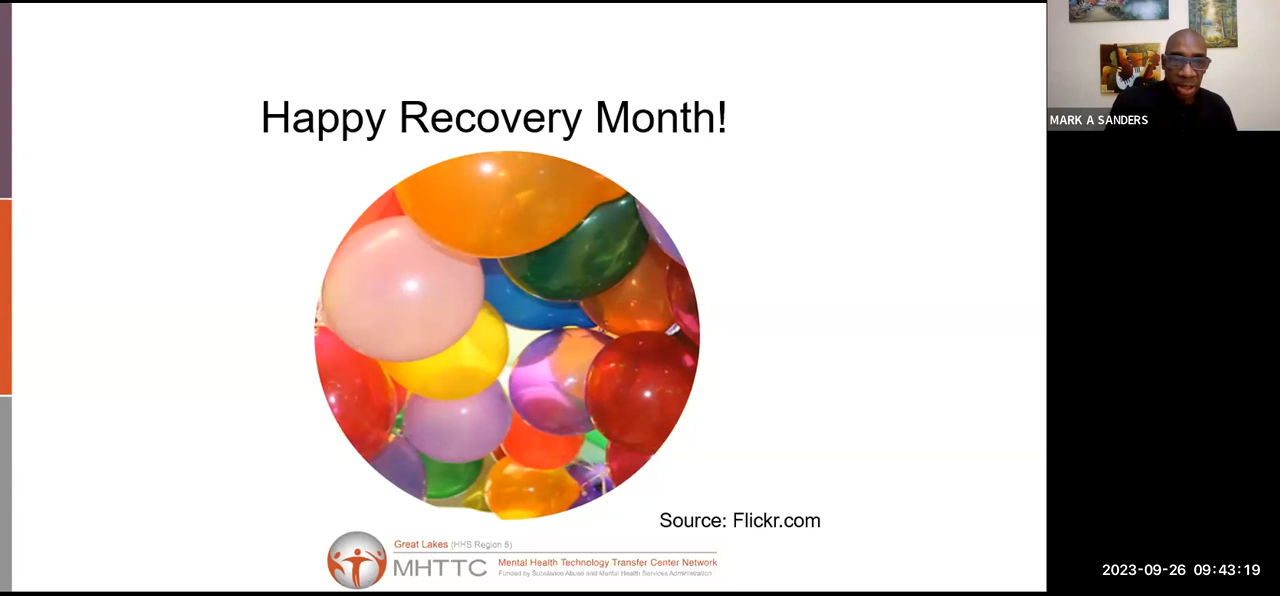 Happy Recovery Month!
MARK A SANDERS
Source: Flickr.com
Great Lakes (HHS Region 5)
MHTTC
Mental Health Technology Transfer Center Network
Funded by Substance Abuse and Mental Health Services Administration
2023-09-26 09:43:19